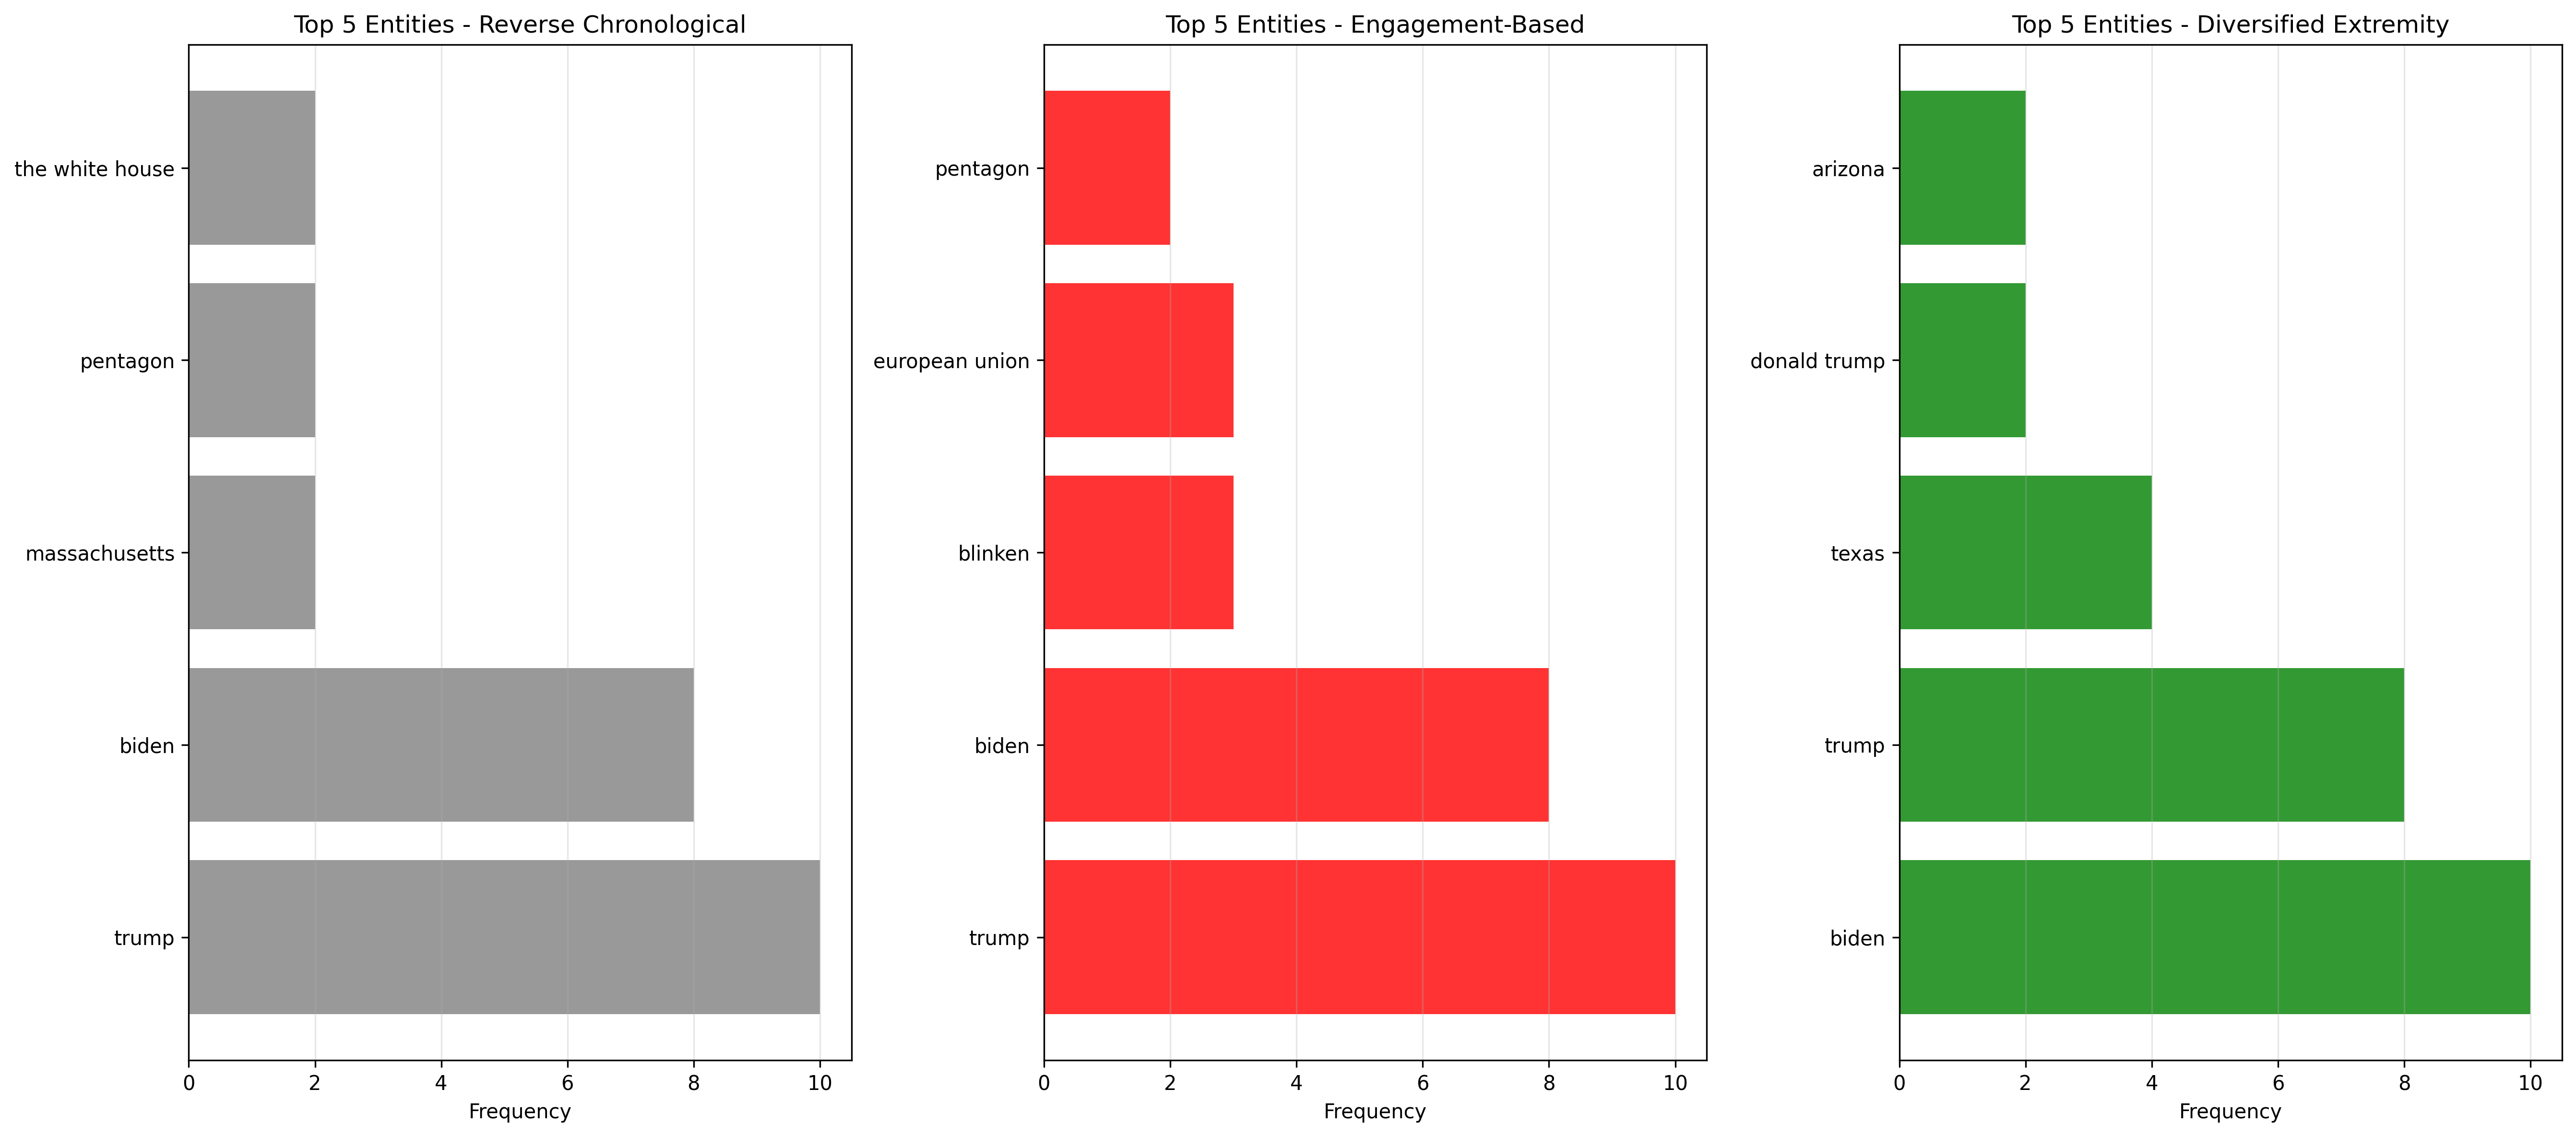 Top 5 Entities - Reverse Chronological
the white house
pentagon
massachusetts
biden
trump
0 2 4 6 8 10
Frequency
Top 5 Entities - Engagement-Based
pentagon
european union
blinken
biden
trump
0 2 4 6 8 10
Frequency
Top 5 Entities - Diversified Extremity
arizona
donald trump
texas
trump
biden
0 2 4 6 8 10
Frequency